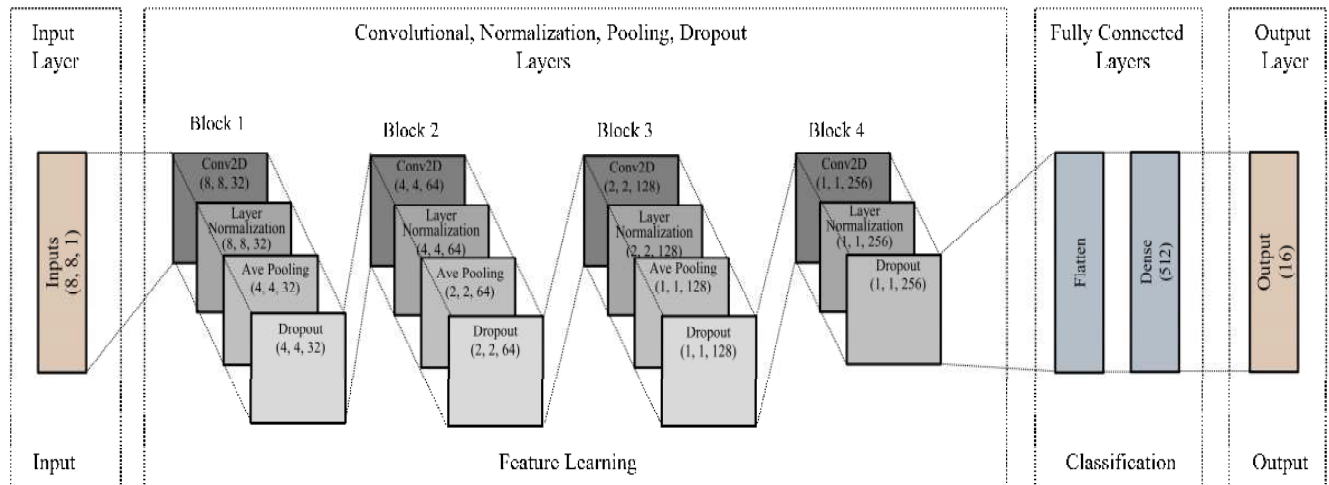 Input
Layer
Convolutional, Normalization, Pooling, Dropout
Layers
Fully Connected
Layers
Output
Layer
Block 1
Block 2
Block 3
Block 4
Inputs
(8, 8, 1)
Conv2D
(8, 8, 32)
Layer
Normalization
(8, 8, 32)
Ave Pooling
(4, 4, 32)
Dropout
(4, 4, 32)
Conv2D
(4, 4, 64)
Layer
Normalization
(4, 4, 64)
Ave Pooling
(2, 2, 64)
Dropout
(2, 2, 64)
Conv2D
(2, 2, 128)
Layer
Normalization
(2, 2, 128)
Ave Pooling
(1, 1, 128)
Dropout
(1, 1, 128)
Conv2D
(1, 1, 256)
Layer
Normalization
(1, 1, 256)
Dropout
(1, 1, 256)
Flatten
Dense
(512)
Output
(16)
Input
Feature Learning
Classification
Output